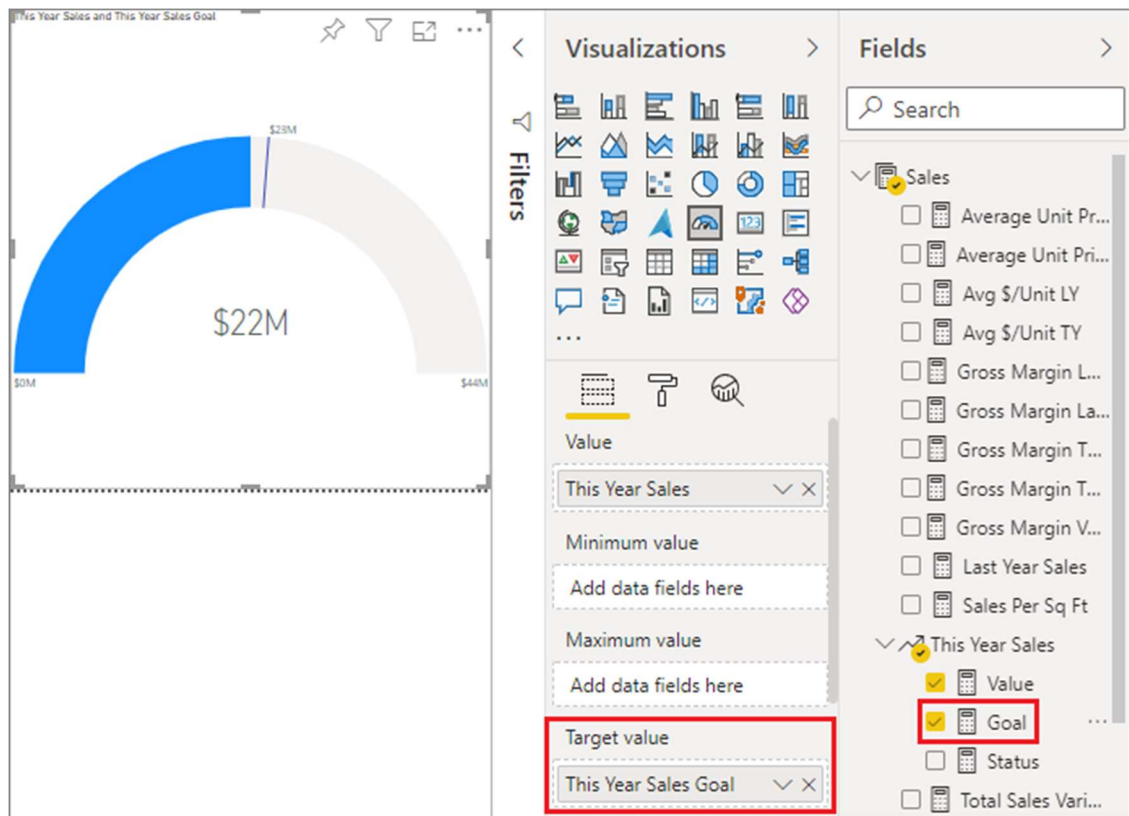 This Year Sales and This Year Sales Goal
$23M
$22M
$0M
$44M
Filters
Visualizations
123
...
Value
This Year Sales
Minimum value
Add data fields here
Maximum value
Add data fields here
Target value
This Year Sales Goal
Fields
Search
Sales
Average Unit Pr...
Average Unit Pri...
Avg $/Unit LY
Avg $/Unit TY
Gross Margin L...
Gross Margin La...
Gross Margin T...
Gross Margin T...
Gross Margin V...
Last Year Sales
Sales Per Sq Ft
This Year Sales
Value
Goal
Status
Total Sales Vari...